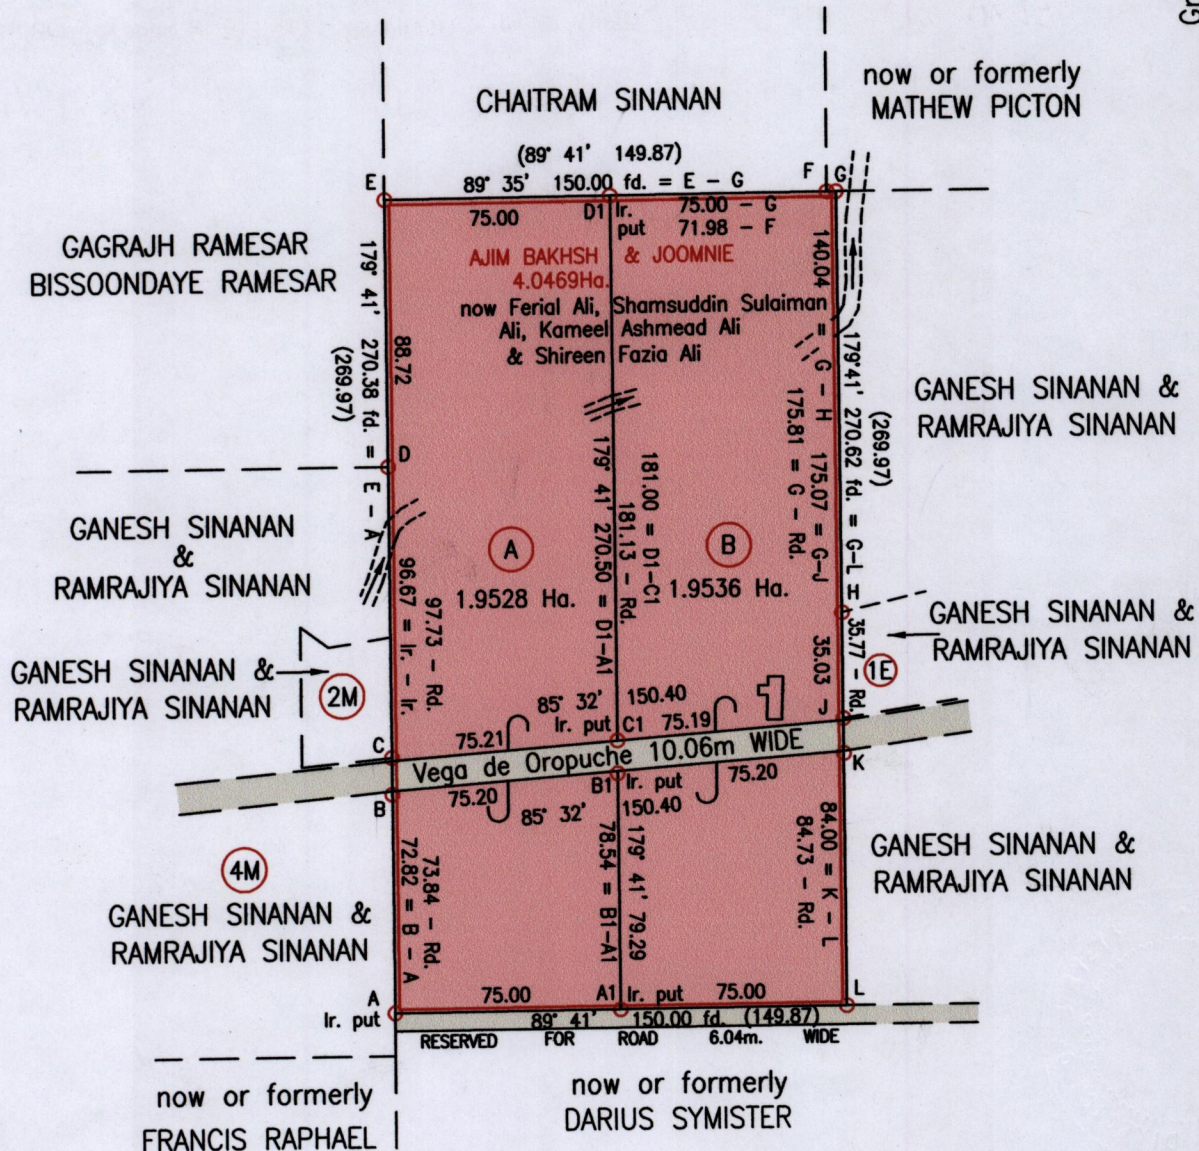 now or formerly
MATHEW PICTON
CHAITRAM SINANAN
(89° 41' 149.87)
E
89° 35' 150.00 fd. = E - G
F
G
75.00
D1
Ir.
put
75.00 - G
71.98 - F
GAGRAJH RAMESAR
BISSOONDAYE RAMESAR
AJIM BAKHSH & JOOMNIE
4.0469Ha.
now Ferial Ali, Shamsuddin Sulaiman
Ali, Kameel Ashmead Ali
& Shireen Fazia Ali
179° 41' 270.38 fd. = E - A
(269.97)
88.72
140.04 = G - H
179°41' 270.62 fd. = G-L
(269.97)
175.07 = G-J
175.81 = G - Rd.
GANESH SINANAN &
RAMRAJIYA SINANAN
D
179° 41' 270.50 = D1-A1
181.00 = D1-C1
181.13 - Rd.
GANESH SINANAN
&
RAMRAJIYA SINANAN
A
1.9528 Ha.
B
1.9536 Ha.
96.67 = Ir. - Ir.
97.73 - Rd.
H
35.77 - Rd.
35.03
J
GANESH SINANAN &
RAMRAJIYA SINANAN
1E
GANESH SINANAN &
RAMRAJIYA SINANAN
2M
85° 32' 150.40
Ir. put
C1
75.19
C
75.21
Vega de Oropuche 10.06m WIDE
K
B
75.20
B1
Ir. put
75.20
85° 32' 150.40
4M
GANESH SINANAN &
RAMRAJIYA SINANAN
72.82 = B - A
73.84 - Rd.
78.54 = B1-A1
179° 41' 79.29
84.00 = K - L
84.73 - Rd.
GANESH SINANAN &
RAMRAJIYA SINANAN
A
Ir. put
75.00
A1
Ir. put
75.00
L
89° 41' 150.00 fd. (149.87)
RESERVED FOR ROAD 6.04m. WIDE
now or formerly
FRANCIS RAPHAEL
now or formerly
DARIUS SYMISTER